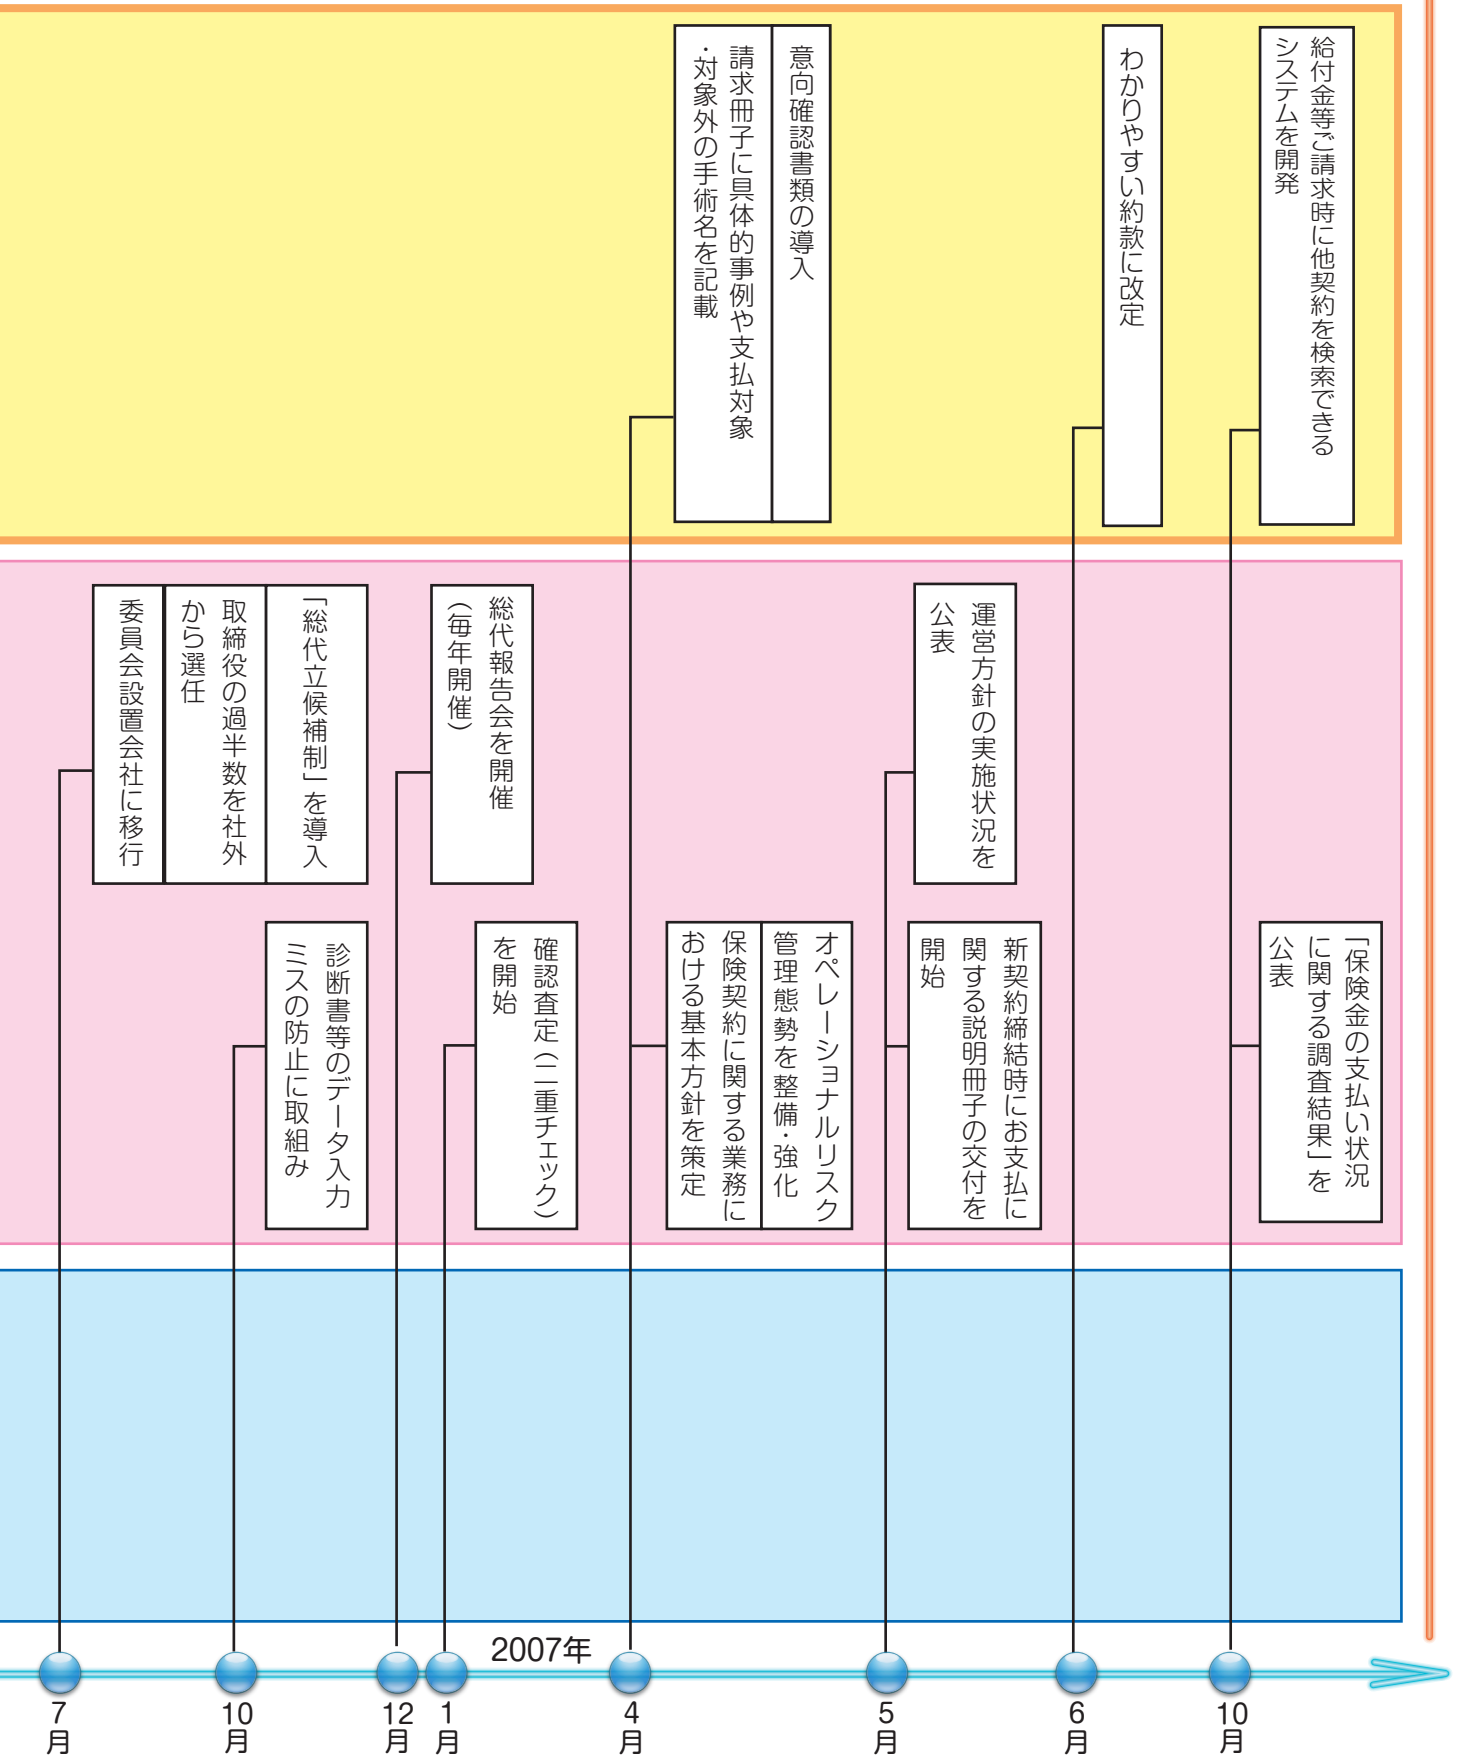 給付金等ご請求時に他契約を検索できる
システムを開発
わかりやすい約款に改定
意向確認書類の導入
請求冊子に具体的事例や支払対象
・対象外の手術名を記載
運営方針の実施状況を
公表
総代報告会を開催
（毎年開催）
「総代立候補制」を導入
取締役の過半数を社外
から選任
委員会設置会社に移行
「保険金の支払い状況
に関する調査結果」を
公表
新契約締結時にお支払に
関する説明冊子の交付を
開始
オペレーショナルリスク
管理態勢を整備・強化
保険契約に関する業務に
おける基本方針を策定
確認査定（二重チェック）
を開始
診断書等のデータ入力
ミスの防止に取組み
2007年
7月
10月
12月
1月
4月
5月
6月
10月